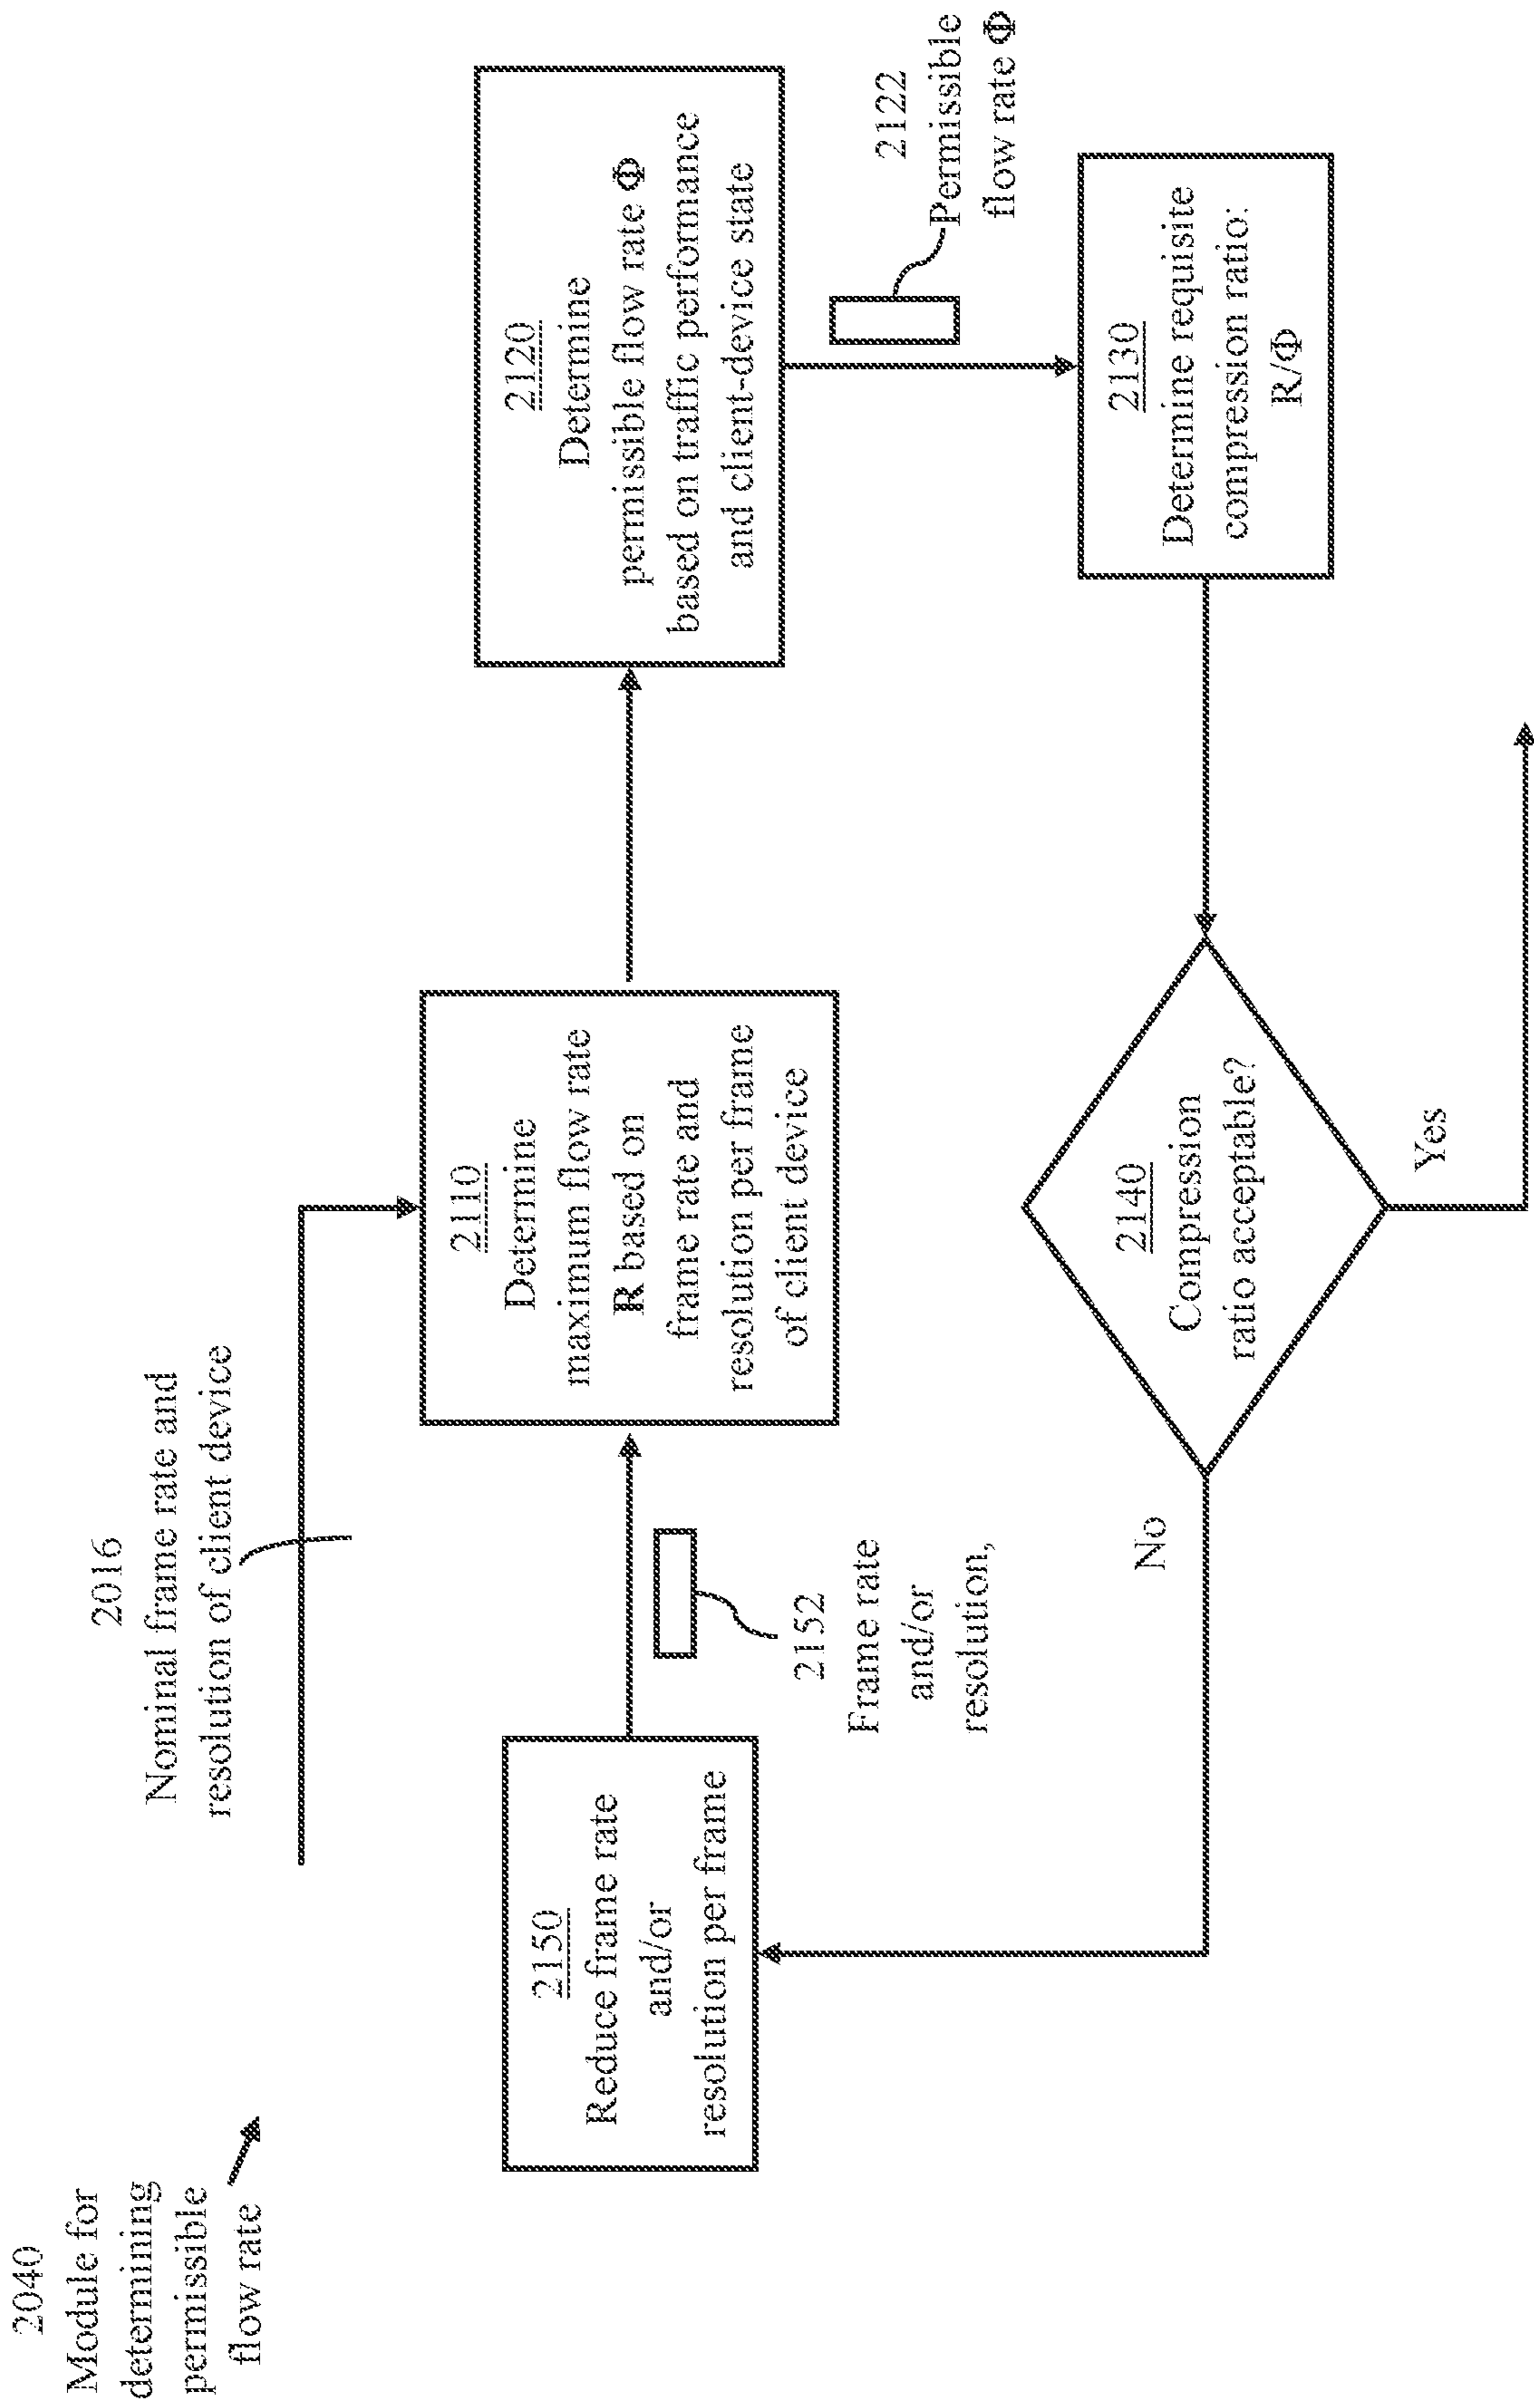 2040
Module for
determining
permissible
flow rate
2016
Nominal frame rate and
resolution of client device
2150
Reduce frame rate
and/or
resolution per frame
2152
Frame rate
and/or
resolution,
2110
Determine
maximum flow rate
R based on
frame rate and
resolution per frame
of client device
2120
Determine
permissible flow rate Φ
based on traffic performance
and client-device state
2122
Permissible
flow rate Φ
2130
Determine requisite
compression ratio:
R/Φ
2140
Compression
ratio acceptable?
No
Yes